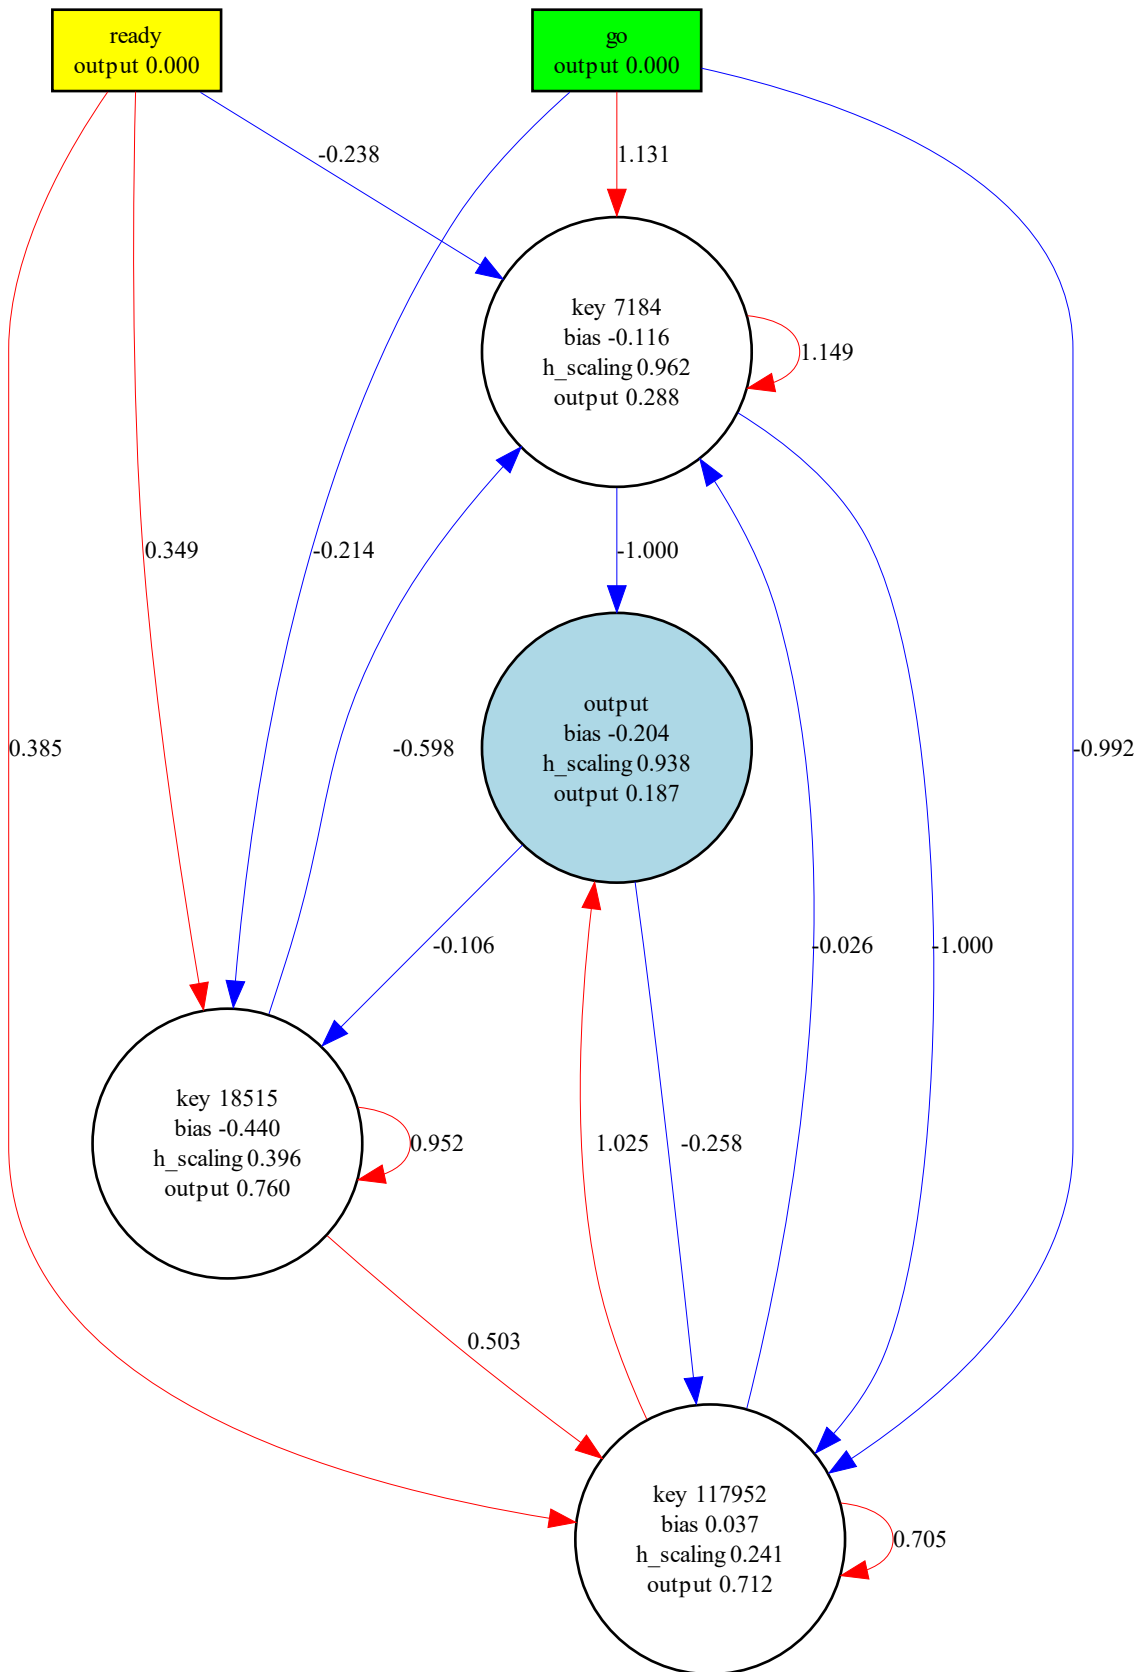 ready
output 0.000
go
output 0.000
-0.238
1.131
key 7184
bias -0.116
h_scaling 0.962
output 0.288
1.149
0.349
-0.214
-1.000
output
bias -0.204
h_scaling 0.938
output 0.187
0.385
-0.598
-0.992
-0.106
-0.026
-1.000
key 18515
bias -0.440
h_scaling 0.396
output 0.760
0.952
1.025
-0.258
0.503
key 117952
bias 0.037
h_scaling 0.241
output 0.712
0.705